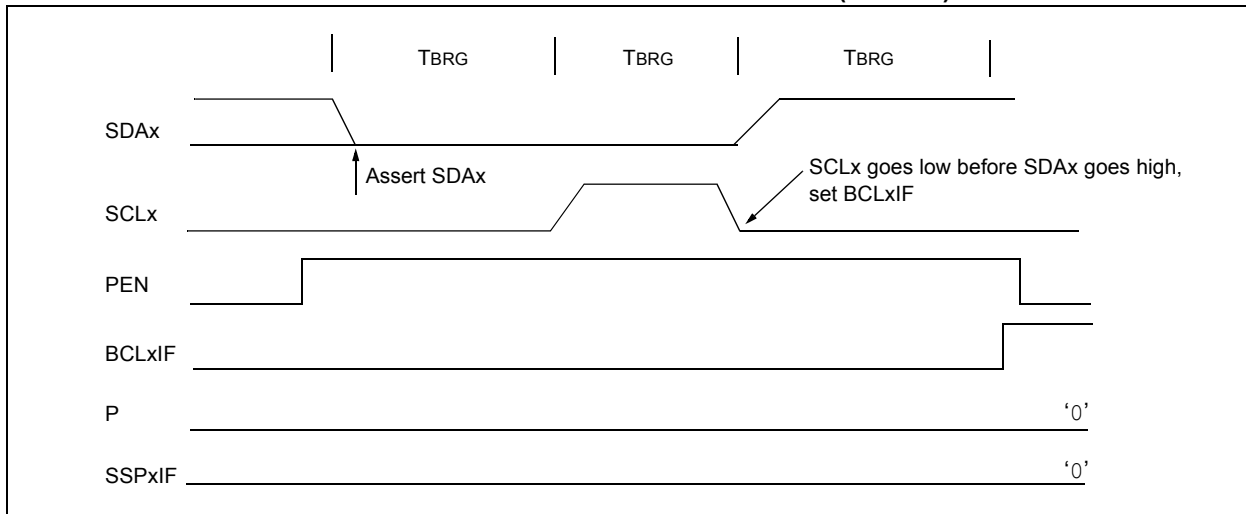 TBRG TBRG TBRG
SDAx
Assert SDAx
SCLx goes low before SDAx goes high,
set BCLxIF
SCLx
PEN
BCLxIF
P ‘0’
SSPxIF ‘0’